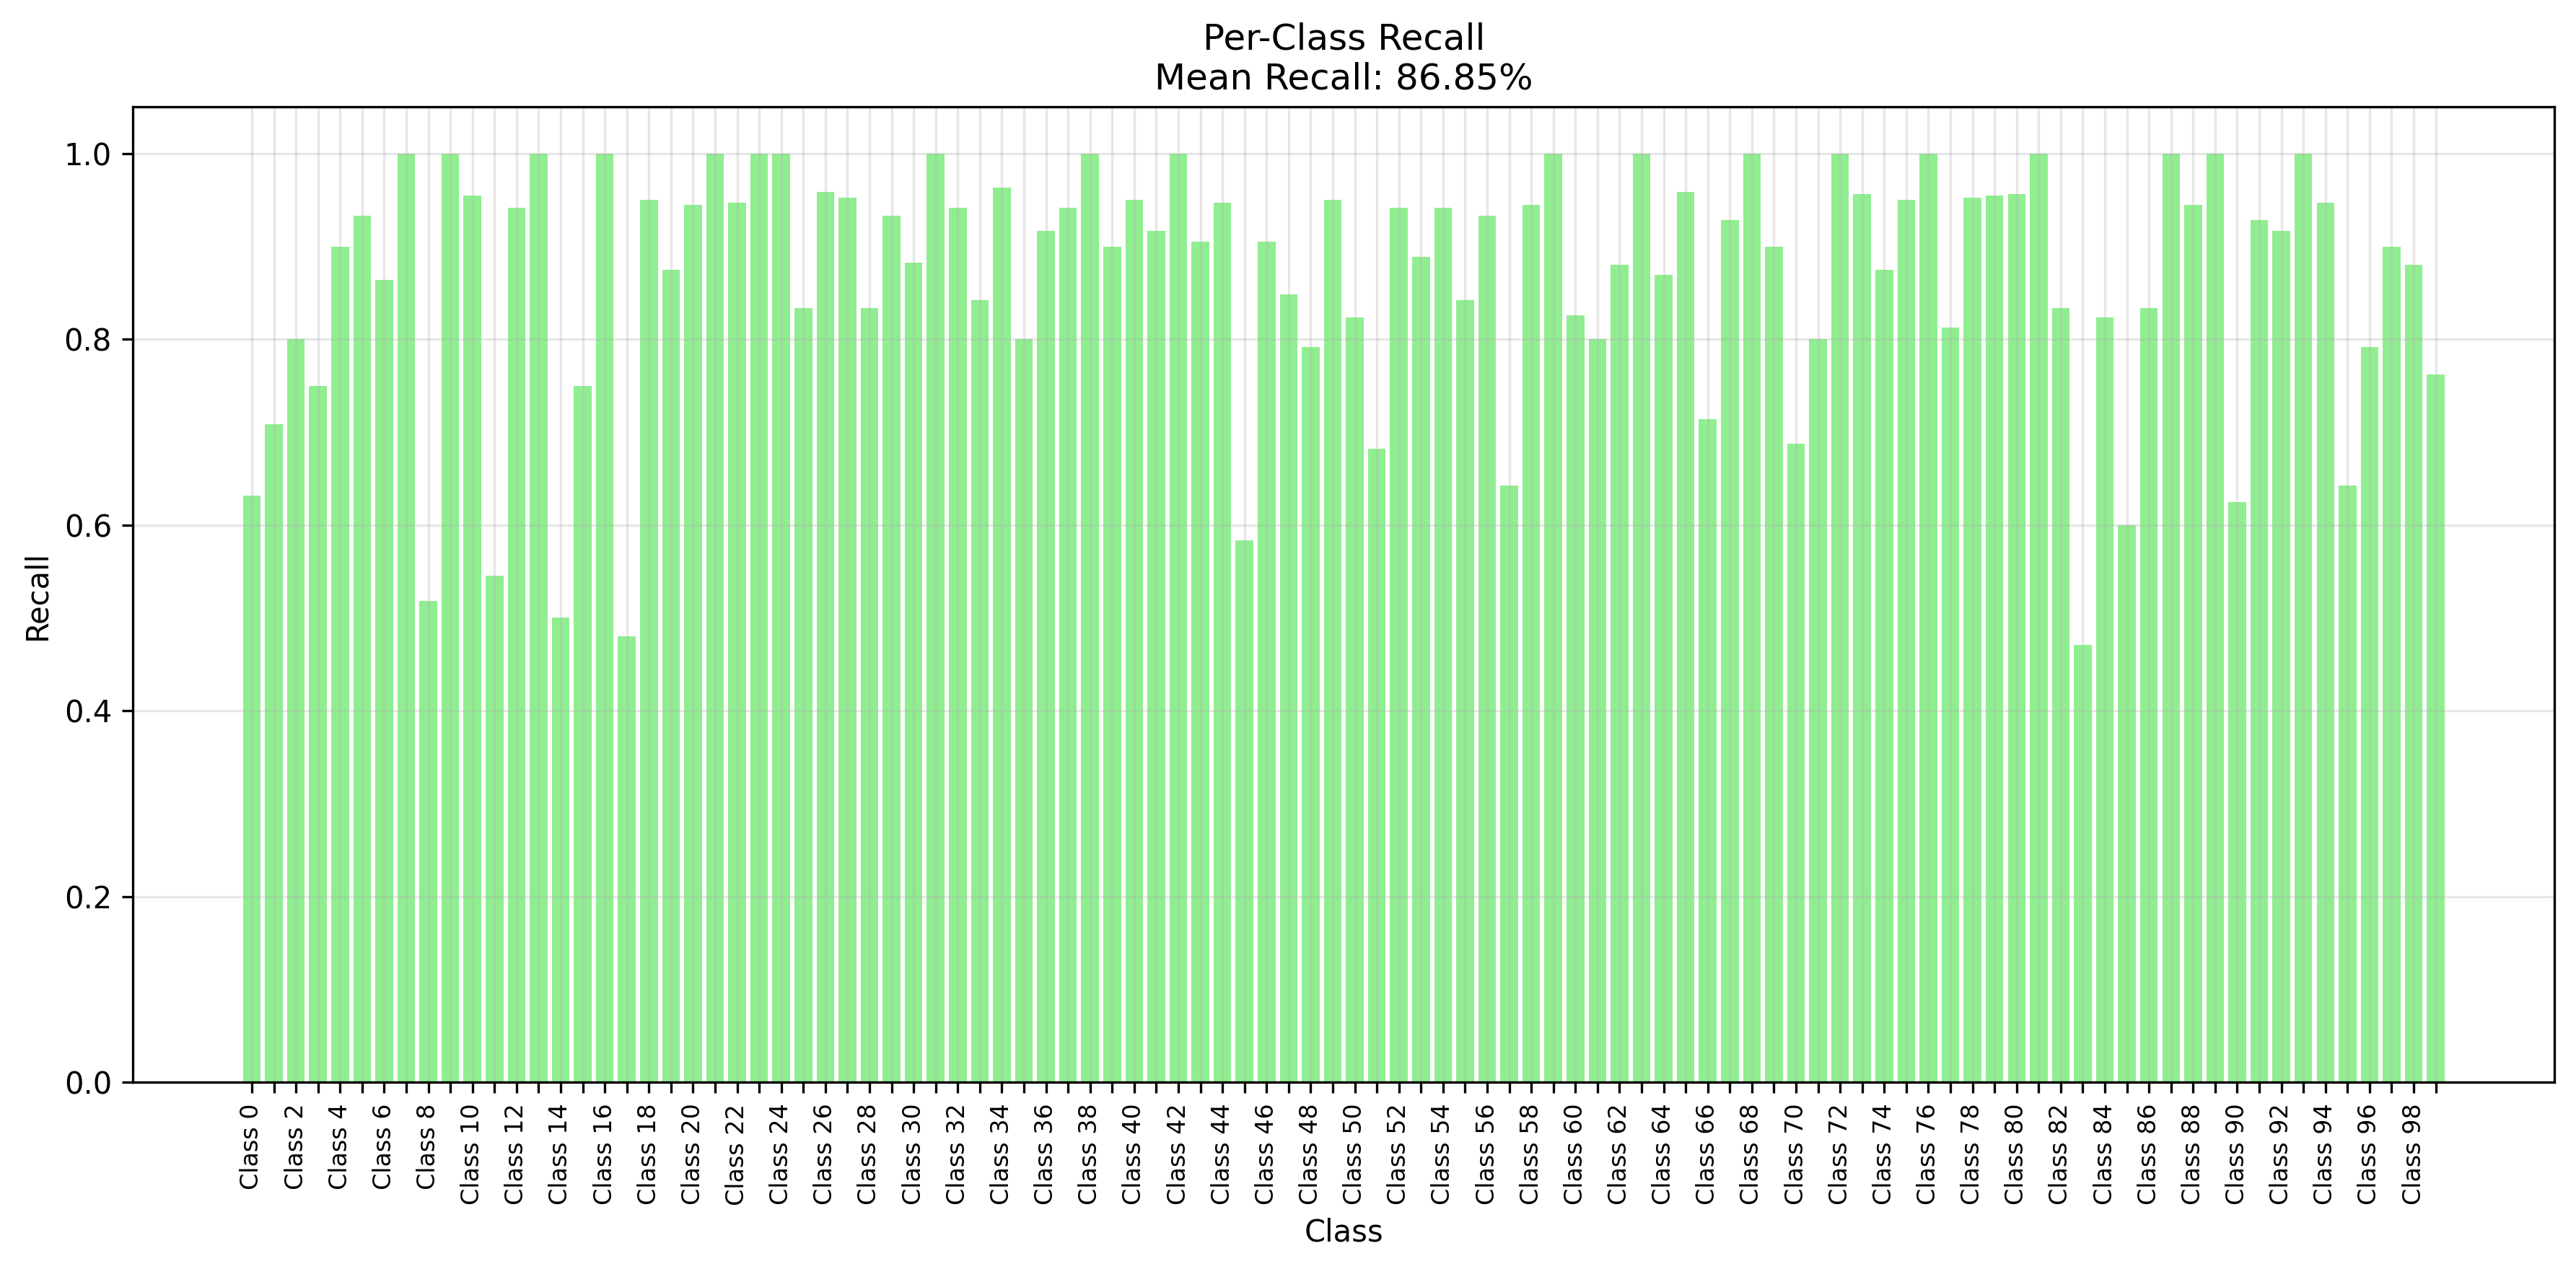 Per-Class Recall
Mean Recall: 86.85%
1.0
0.8
0.6
0.4
0.2
0.0
Recall
Class 0
Class 2
Class 4
Class 6
Class 8
Class 10
Class 12
Class 14
Class 16
Class 18
Class 20
Class 22
Class 24
Class 26
Class 28
Class 30
Class 32
Class 34
Class 36
Class 38
Class 40
Class 42
Class 44
Class 46
Class 48
Class 50
Class 52
Class 54
Class 56
Class 58
Class 60
Class 62
Class 64
Class 66
Class 68
Class 70
Class 72
Class 74
Class 76
Class 78
Class 80
Class 82
Class 84
Class 86
Class 88
Class 90
Class 92
Class 94
Class 96
Class 98
Class